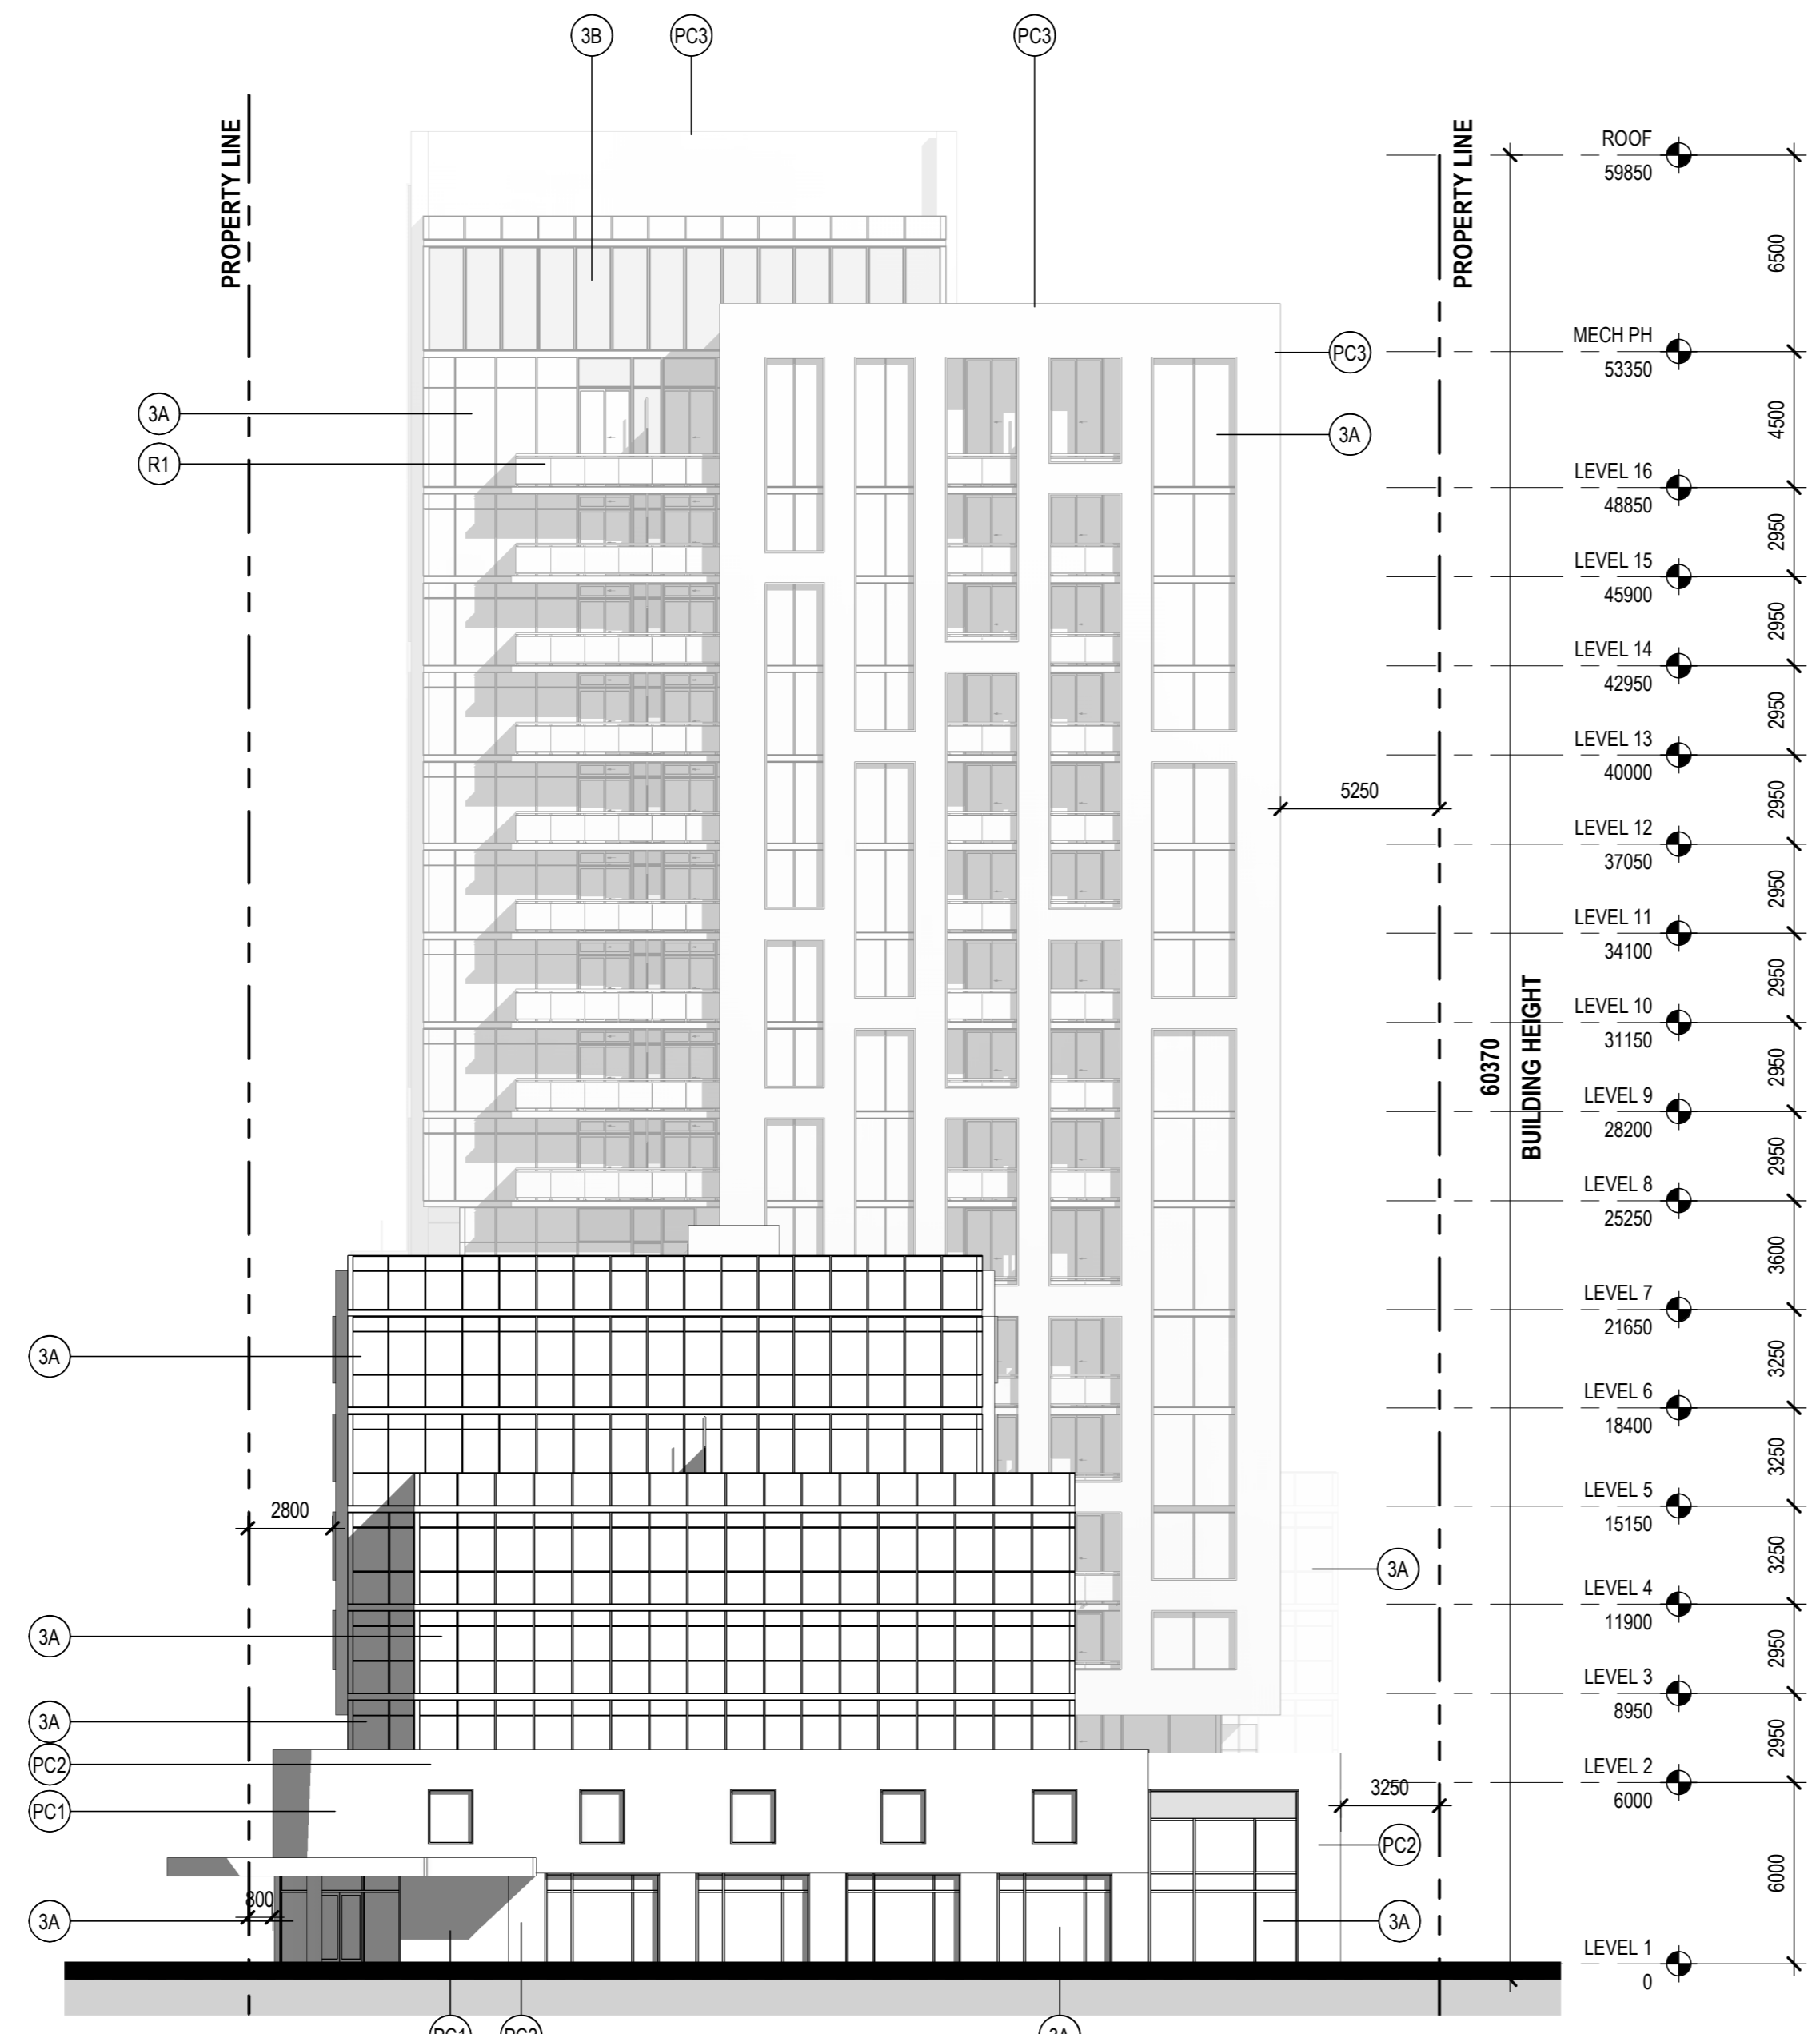 3B
PC3
PC3
PROPERTY LINE
PROPERTY LINE
ROOF
59850
6500
MECH PH
53350
PC3
4500
3A
3A
R1
LEVEL 16
48850
2950
LEVEL 15
45900
2950
LEVEL 14
42950
2950
LEVEL 13
40000
2950
5250
LEVEL 12
37050
2950
LEVEL 11
34100
2950
LEVEL 10
31150
2950
60370
BUILDING HEIGHT
LEVEL 9
28200
2950
LEVEL 8
25250
3600
LEVEL 7
21650
3250
3A
LEVEL 6
18400
3250
LEVEL 5
15150
2800
3250
3A
LEVEL 4
11900
2950
3A
LEVEL 3
8950
2950
3A
PC2
LEVEL 2
6000
3250
PC1
PC2
6000
800
3A
3A
LEVEL 1
0
PC1
PC2
3A